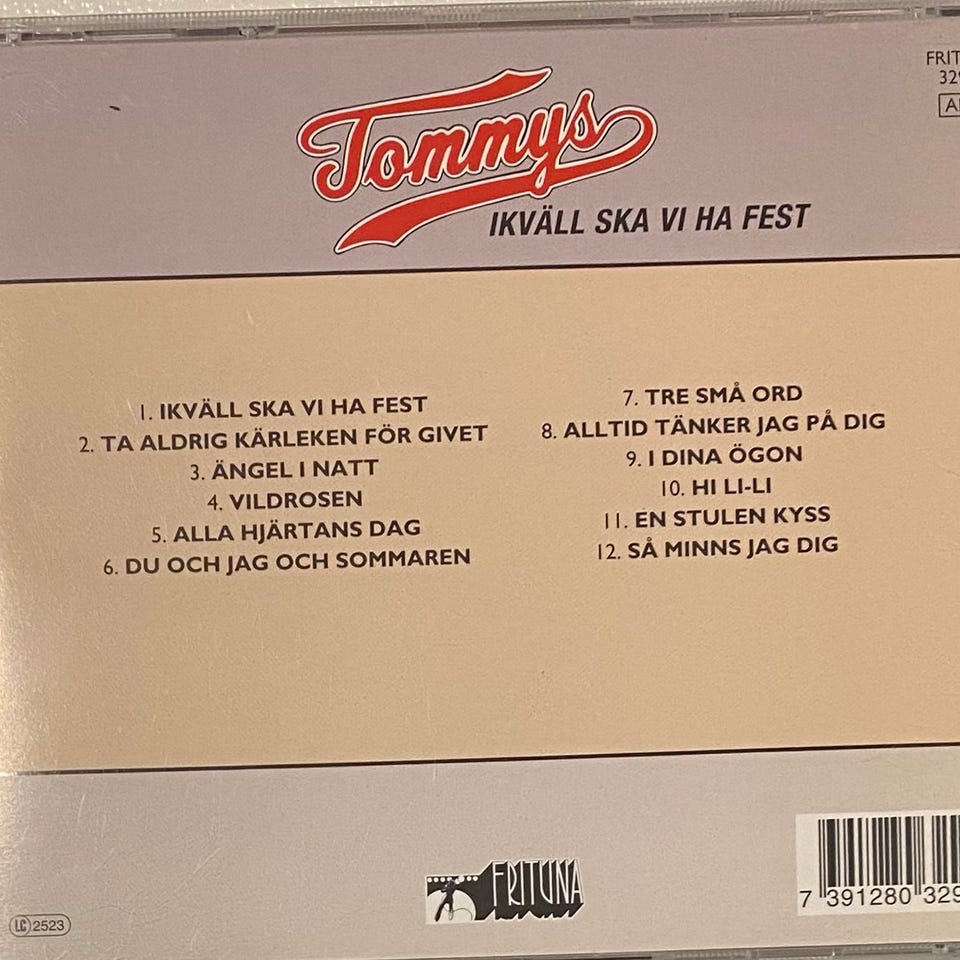 Tommys
IKVÄLL SKA VI HA FEST
1. IKVÄLL SKA VI HA FEST
2. TA ALDRIG KÄRLEKEN FÖR GIVET
3. ÄNGEL I NATT
4. VILDROSEN
5. ALLA HJÄRTANS DAG
6. DU OCH JAG OCH SOMMAREN
7. TRE SMÅ ORD
8. ALLTID TÄNKER JAG PÅ DIG
9. I DINA ÖGON
10. HI LI-LI
11. EN STULEN KYSS
12. SÅ MINNS JAG DIG
FRITUNA
7 391280 329
LC 2523